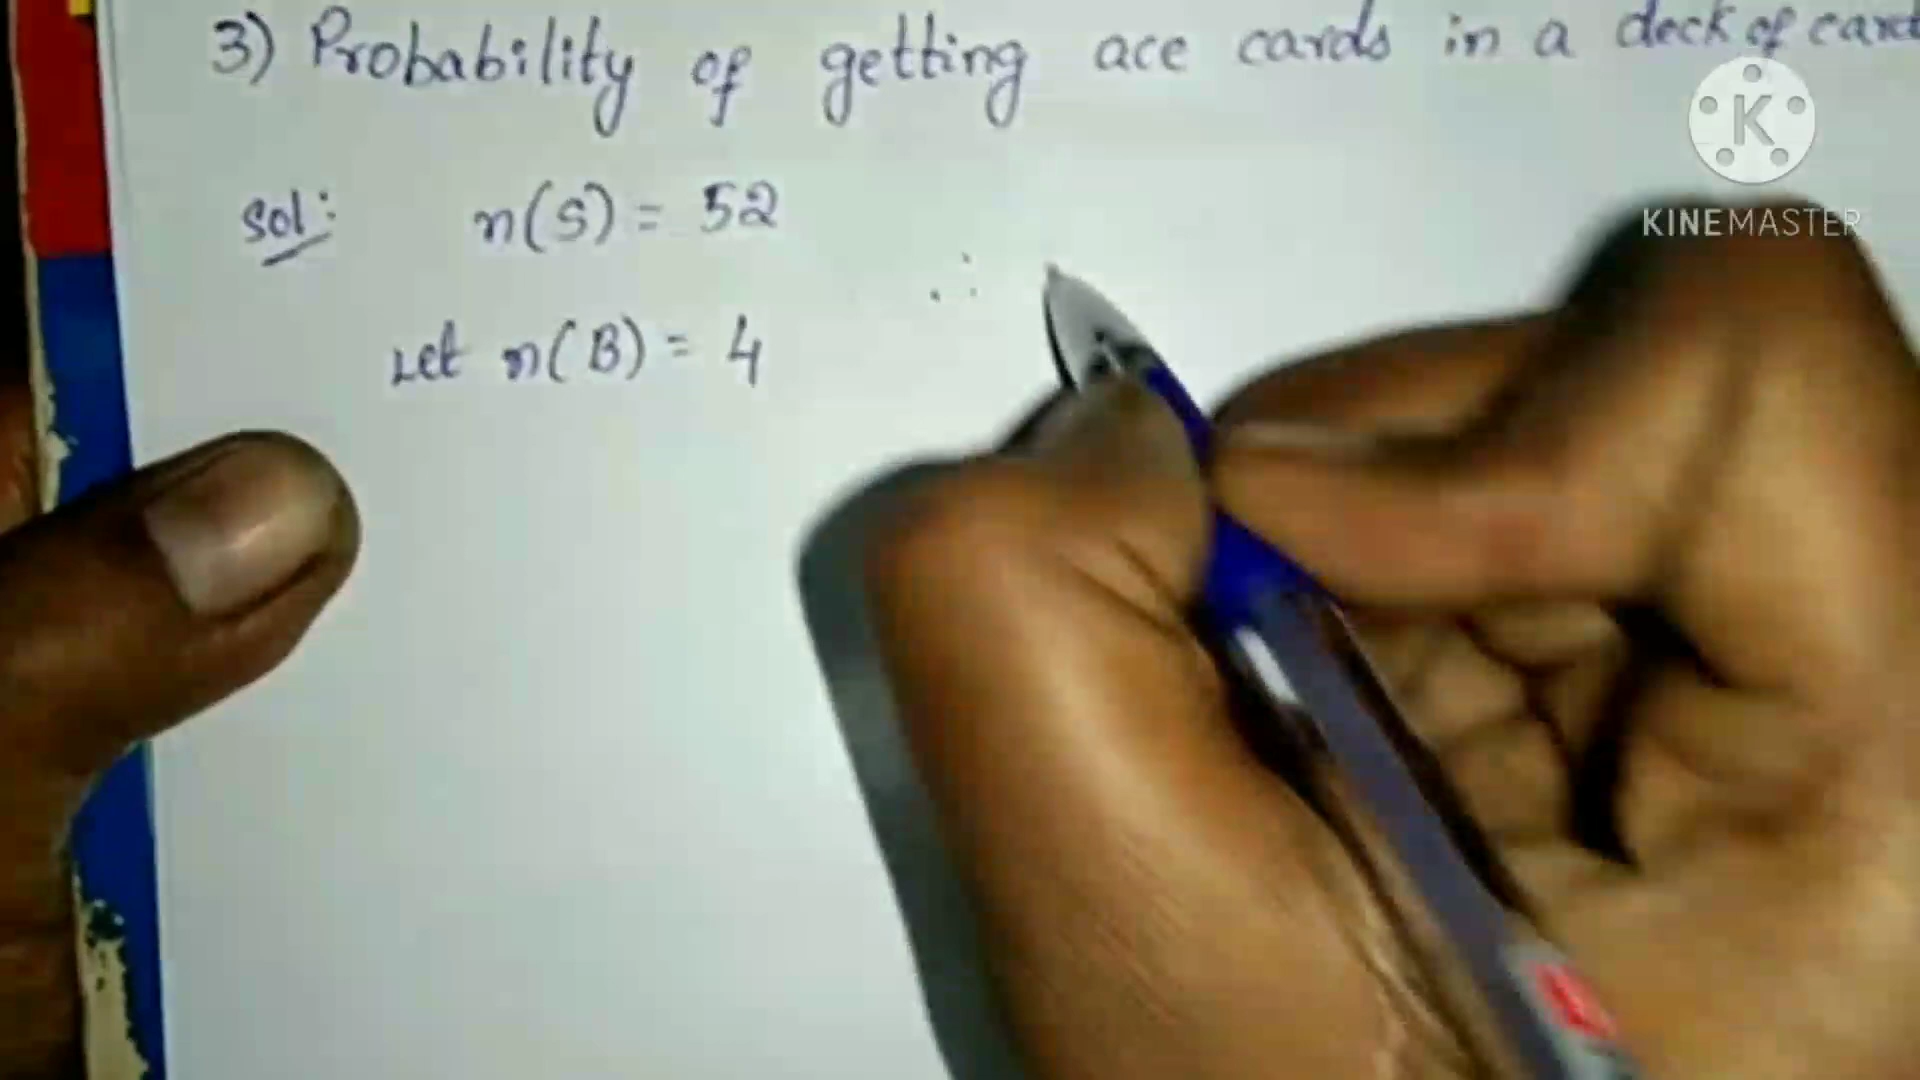 3) Probability of getting ace cards in a deck of card
K
KINEMASTER
Sol: n(S) = 52
∴
Let n(B) = 4